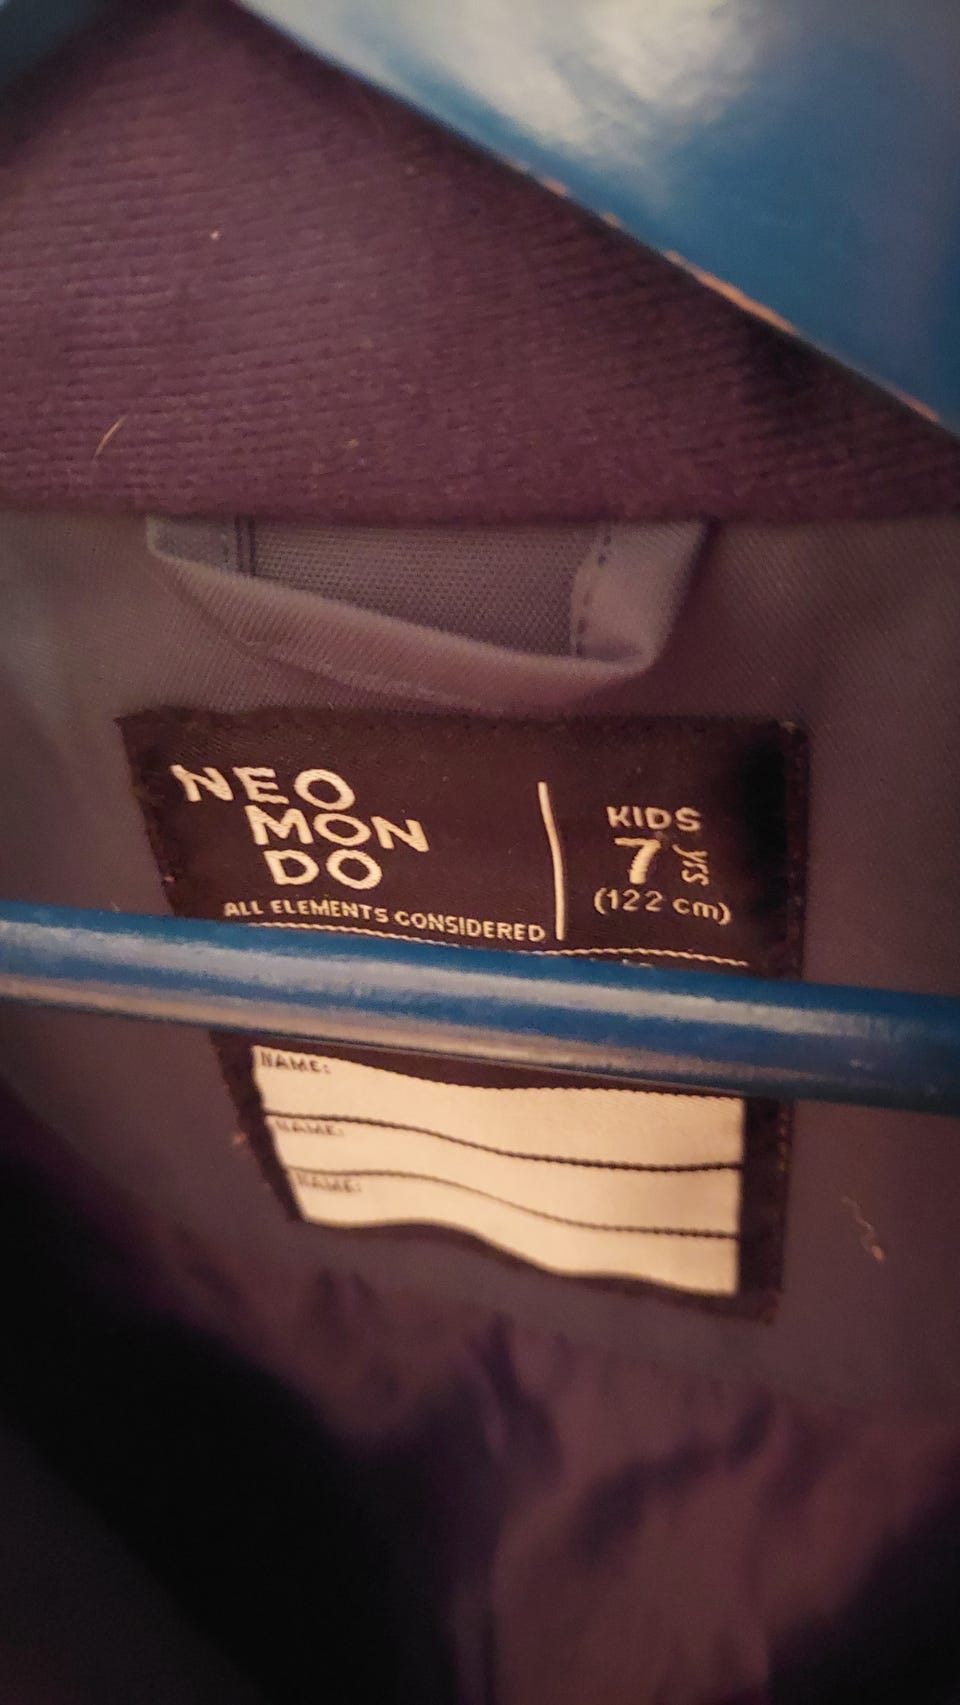 NEO
MON
DO
ALL ELEMENTS CONSIDERED
KIDS
7 yrs
(122 cm)
NAME:
NAME:
NAME: